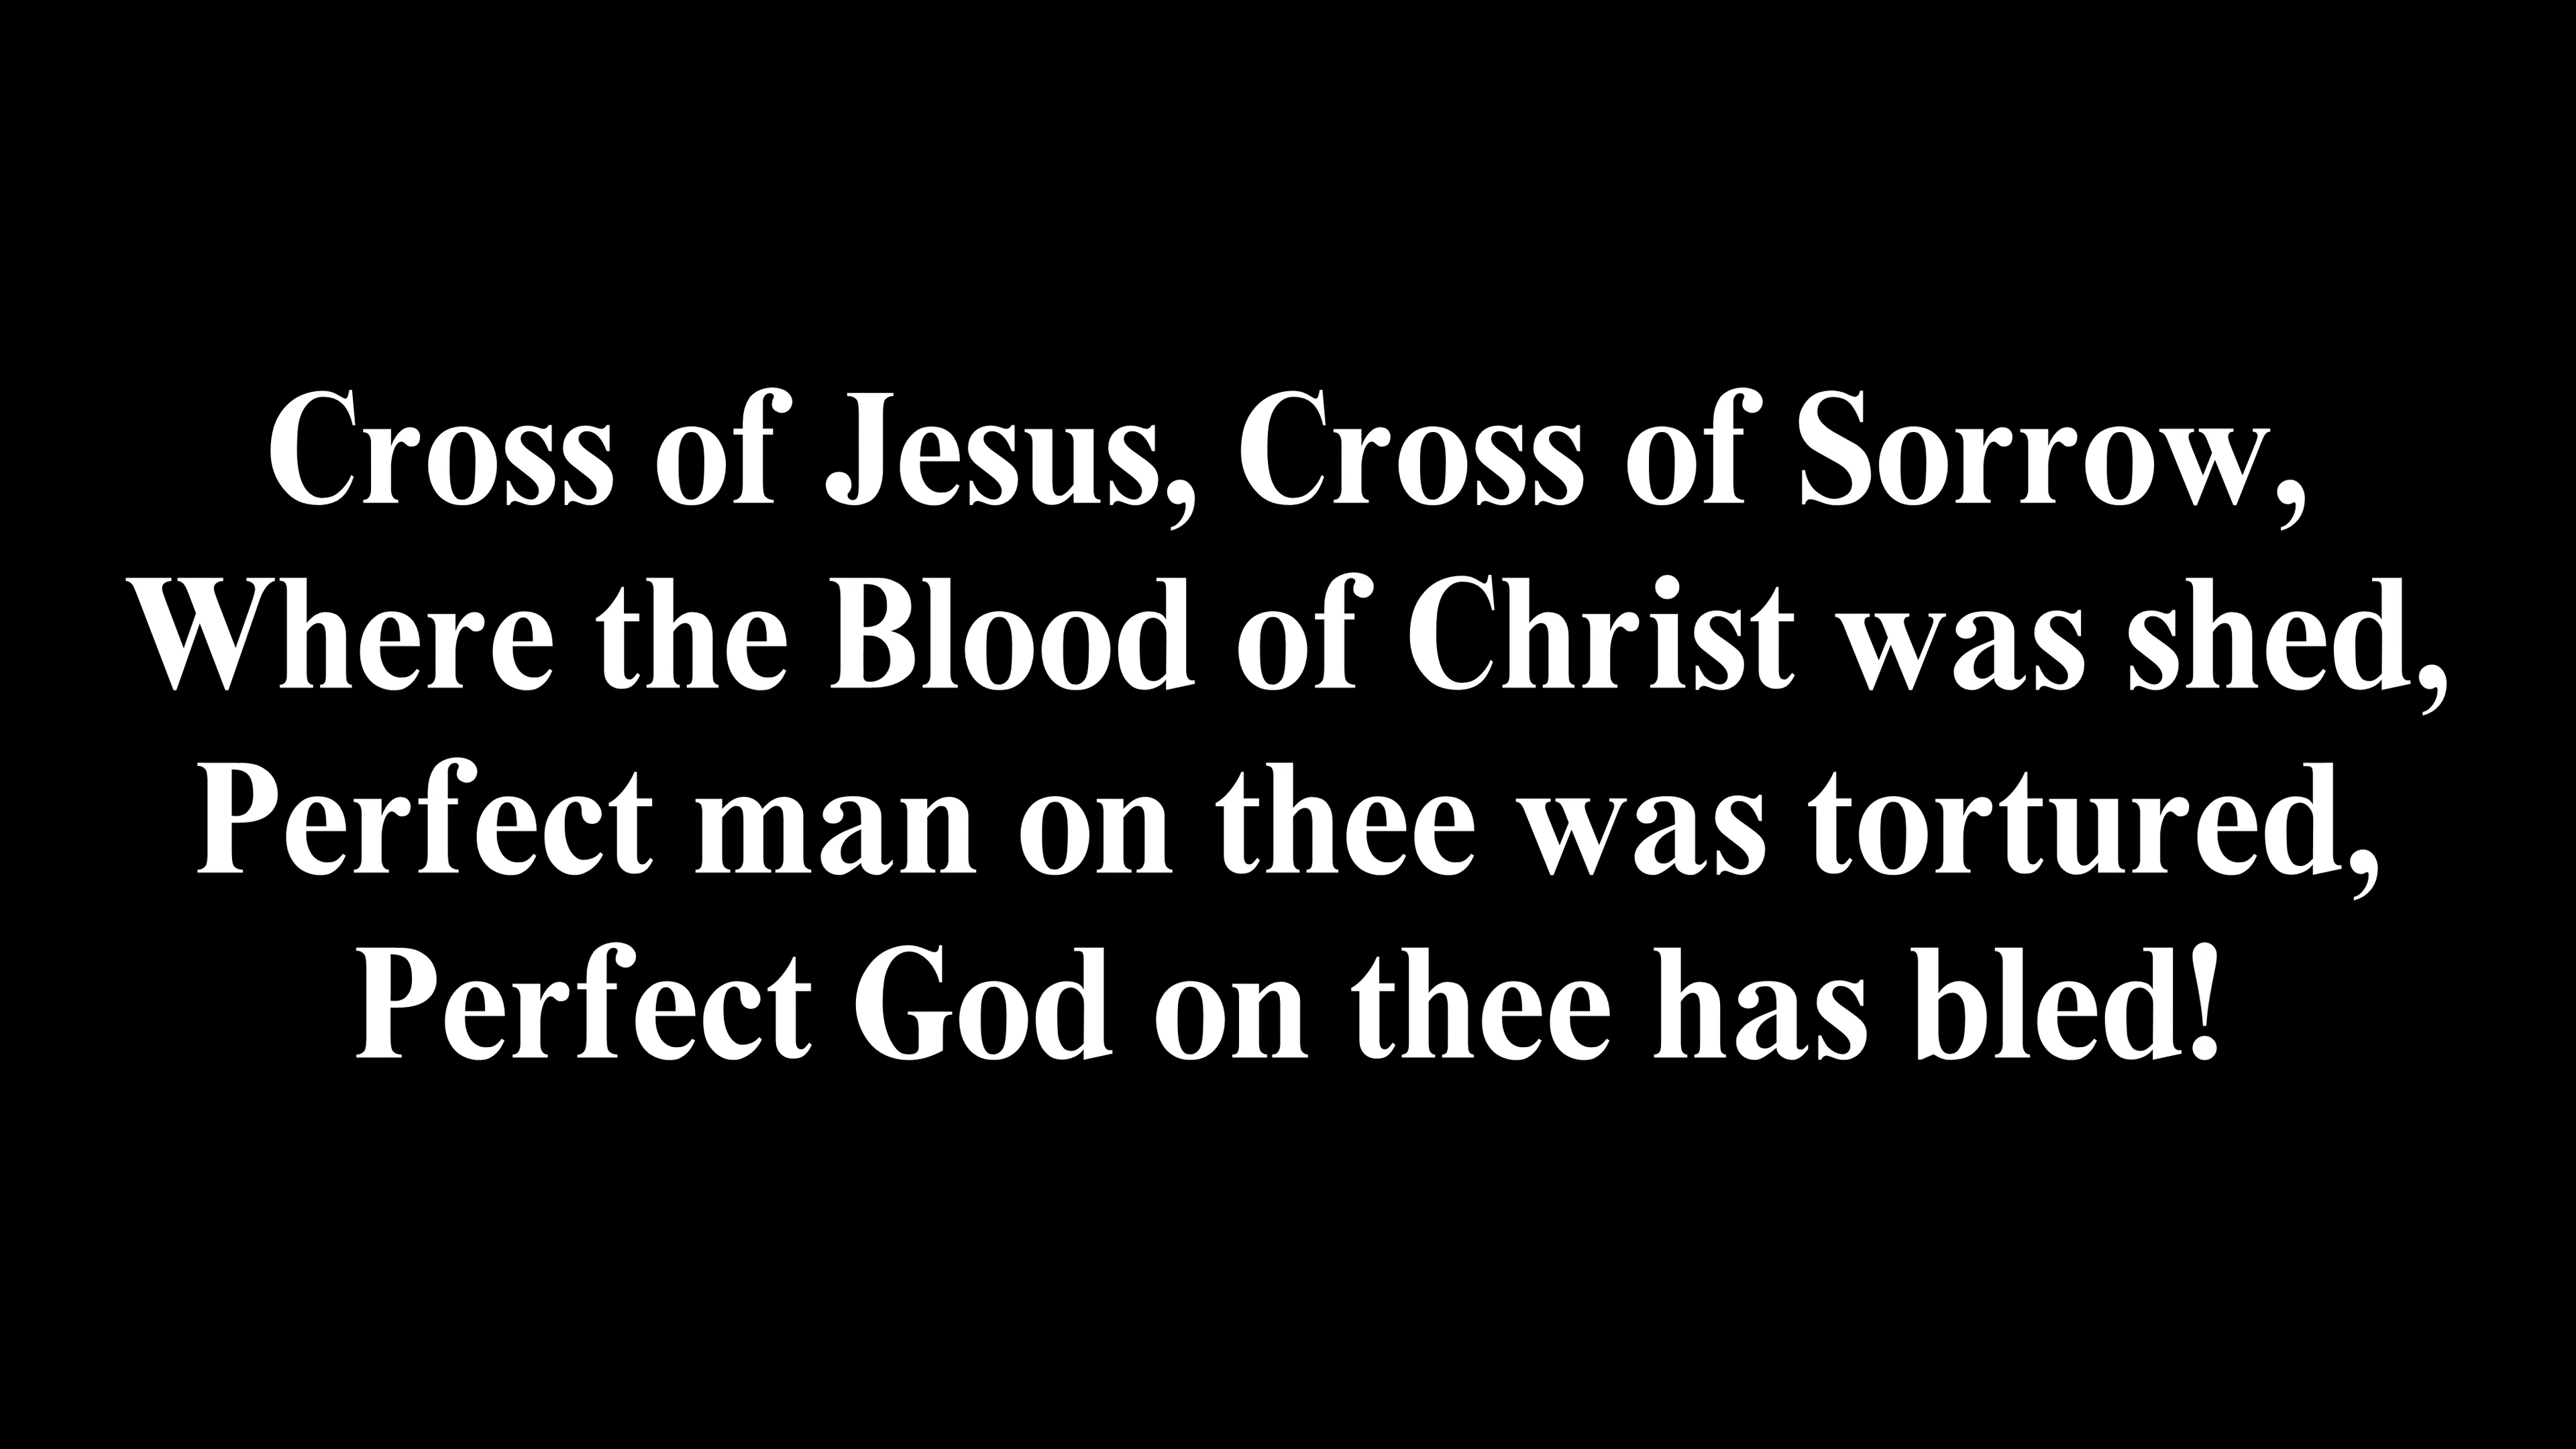 Cross of Jesus, Cross of Sorrow,
Where the Blood of Christ was shed,
Perfect man on thee was tortured,
Perfect God on thee has bled!